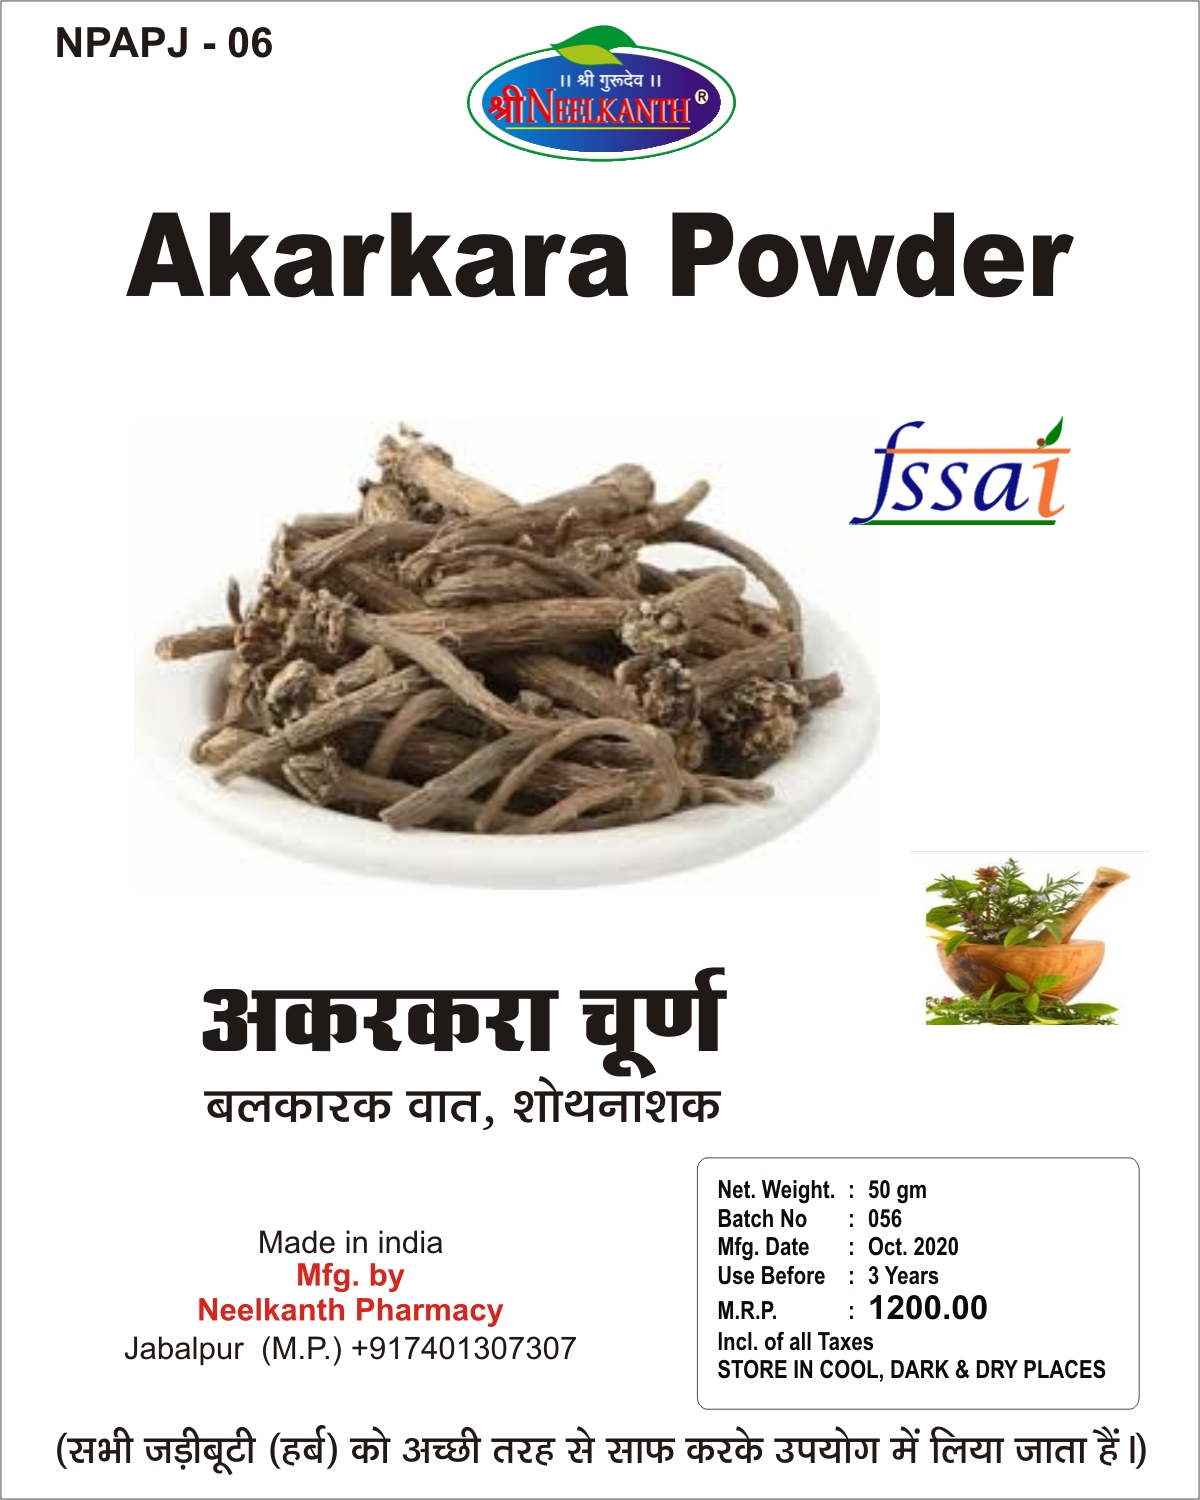 NPAPJ - 06
।। श्री गुरूदेव ।।
श्री NEELKANTH ®
Akarkara Powder
fssai
अकरकरा चूर्ण
बलकारक वात, शोथनाशक
Net. Weight. : 50 gm
Batch No : 056
Mfg. Date : Oct. 2020
Use Before : 3 Years
M.R.P. : 1200.00
Incl. of all Taxes
STORE IN COOL, DARK & DRY PLACES
Made in india
Mfg. by
Neelkanth Pharmacy
Jabalpur (M.P.) +917401307307
(सभी जड़ीबूटी (हर्ब) को अच्छी तरह से साफ करके उपयोग में लिया जाता हैं।)